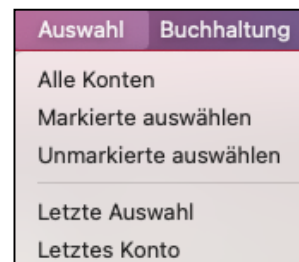 Auswahl Buchhaltung
Alle Konten
Markierte auswählen
Unmarkierte auswählen
Letzte Auswahl
Letztes Konto